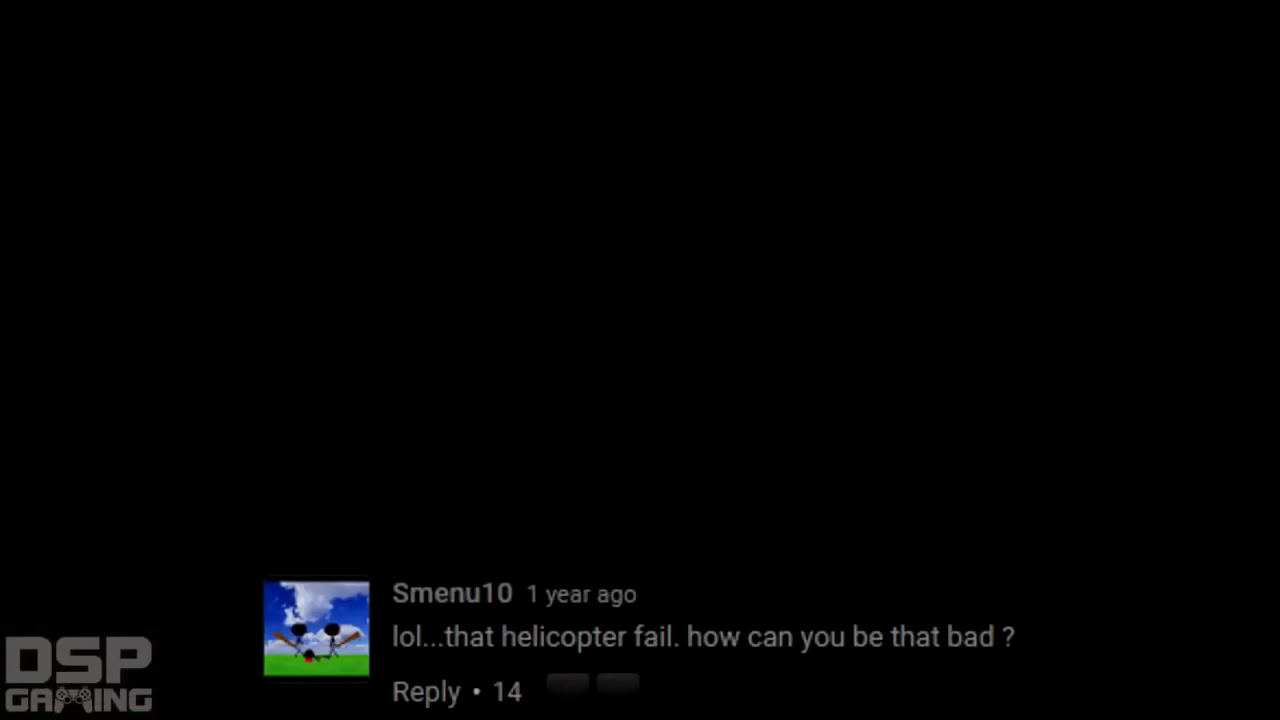 Smenu10 1 year ago
lol...that helicopter fail. how can you be that bad ?
Reply • 14
DSP
GAMING